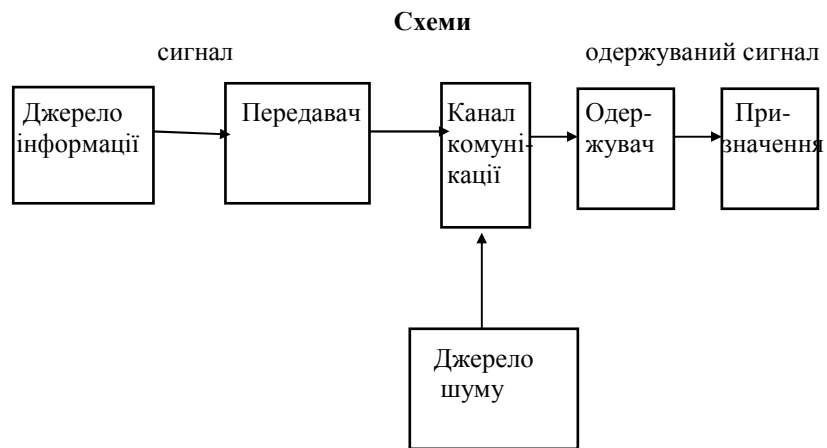 Схеми
сигнал
одержуваний сигнал
Джерело
інформації
Передавач
Канал
комуні-
кації
Одер-
жувач
При-
значення
Джерело
шуму